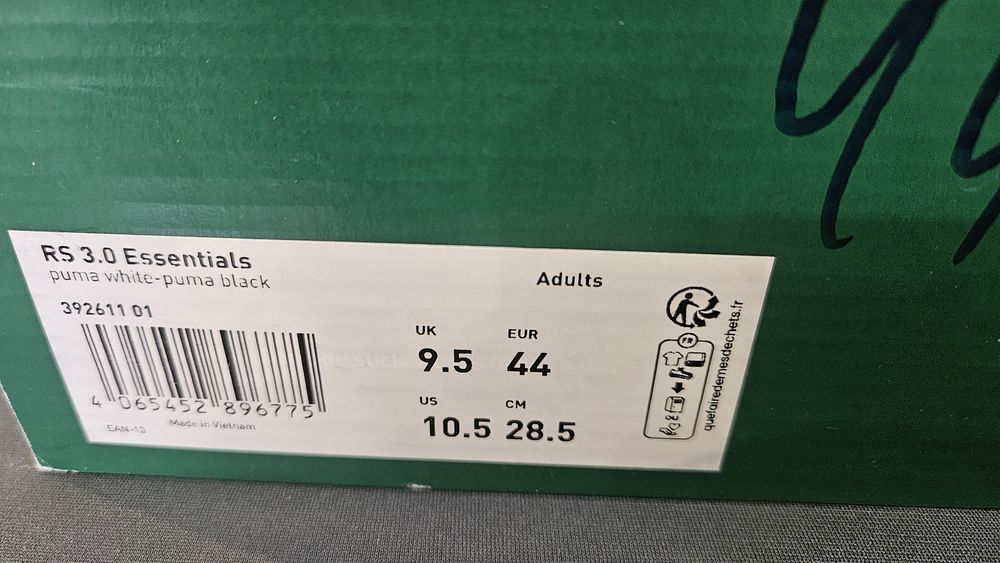 44
RS 3.0 Essentials
puma white-puma black
Adults
392611 01
UK EUR
9.5 44
US CM
10.5 28.5
4 065452 896775
EAN-13 Made in Vietnam
FR
quefairedemesdechets.fr